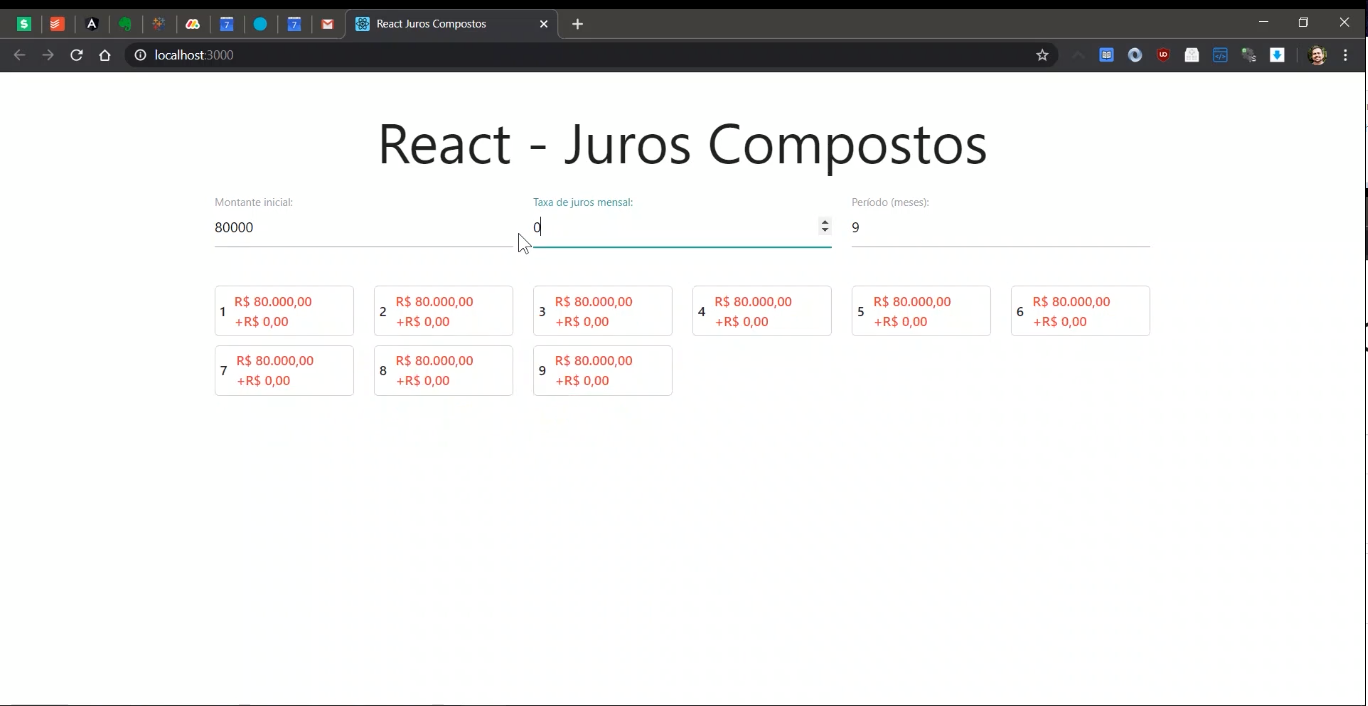 React Juros Compostos
localhost:3000
React - Juros Compostos
Montante inicial:
80000
Taxa de juros mensal:
0
Período (meses):
9
1
R$ 80.000,00
+R$ 0,00
2
R$ 80.000,00
+R$ 0,00
3
R$ 80.000,00
+R$ 0,00
4
R$ 80.000,00
+R$ 0,00
5
R$ 80.000,00
+R$ 0,00
6
R$ 80.000,00
+R$ 0,00
7
R$ 80.000,00
+R$ 0,00
8
R$ 80.000,00
+R$ 0,00
9
R$ 80.000,00
+R$ 0,00